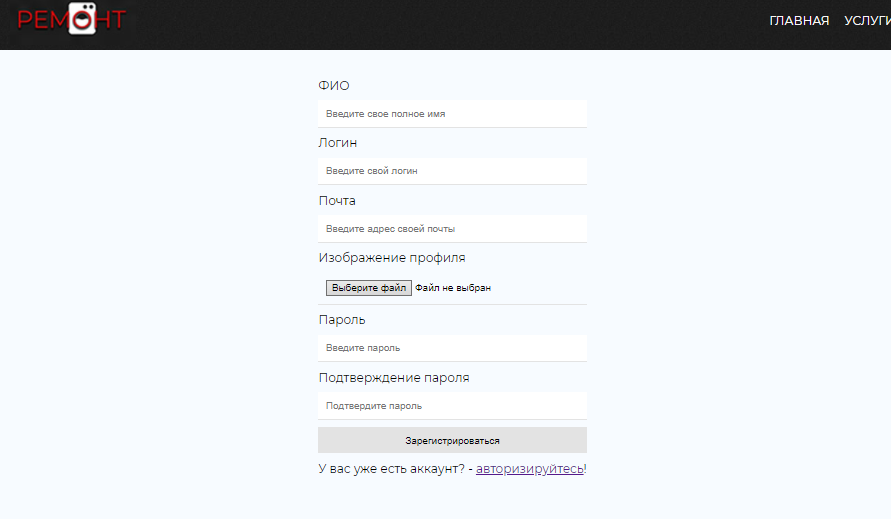 РЕМОНТ
ГЛАВНАЯ УСЛУГИ
ФИО
Введите свое полное имя
Логин
Введите свой логин
Почта
Введите адрес своей почты
Изображение профиля
Выберите файл Файл не выбран
Пароль
Введите пароль
Подтверждение пароля
Подтвердите пароль
Зарегистрироваться
У вас уже есть аккаунт? - авторизируйтесь!